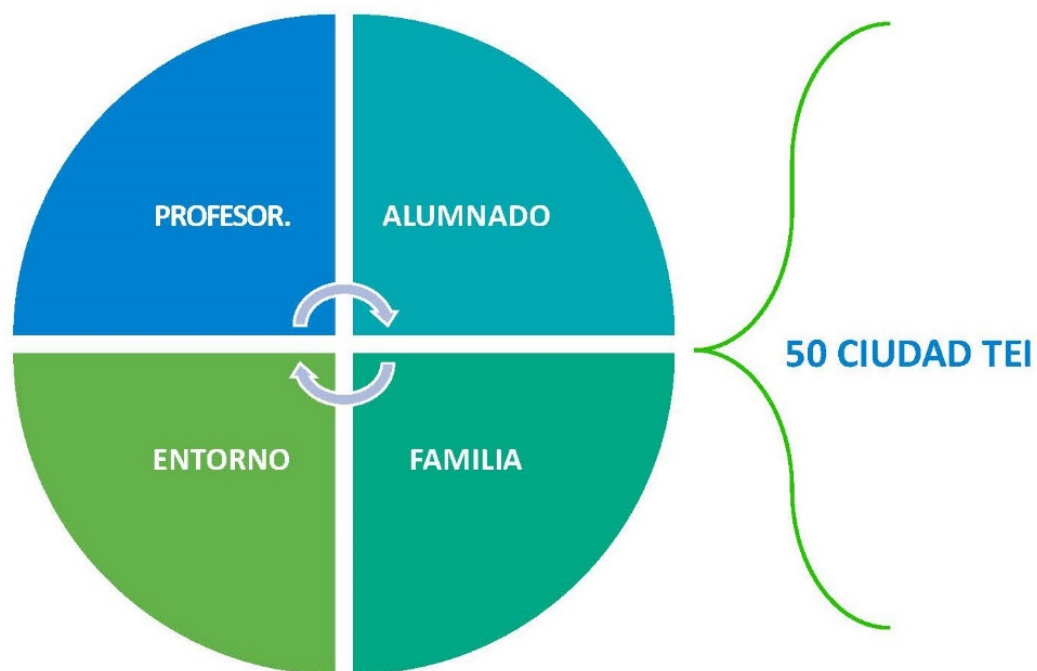 PROFESOR.
ALUMNADO
50 CIUDAD TEI
ENTORNO
FAMILIA